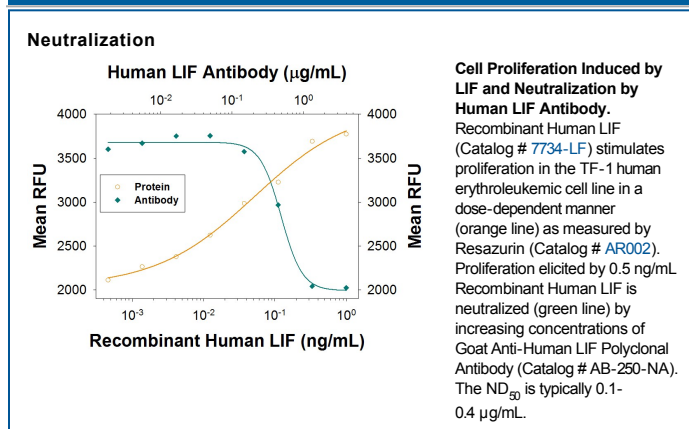 Neutralization
Human LIF Antibody (μg/mL)
10⁻² 10⁻¹ 10⁰
4000 4000
3500 3500
3000 3000
2500 2500
2000 2000
Mean RFU
Mean RFU
Protein
Antibody
10⁻³ 10⁻² 10⁻¹ 10⁰
Recombinant Human LIF (ng/mL)
Cell Proliferation Induced by
LIF and Neutralization by
Human LIF Antibody.
Recombinant Human LIF
(Catalog # 7734-LF) stimulates
proliferation in the TF-1 human
erythroleukemic cell line in a
dose-dependent manner
(orange line) as measured by
Resazurin (Catalog # AR002).
Proliferation elicited by 0.5 ng/mL
Recombinant Human LIF is
neutralized (green line) by
increasing concentrations of
Goat Anti-Human LIF Polyclonal
Antibody (Catalog # AB-250-NA).
The ND₅₀ is typically 0.1-
0.4 µg/mL.